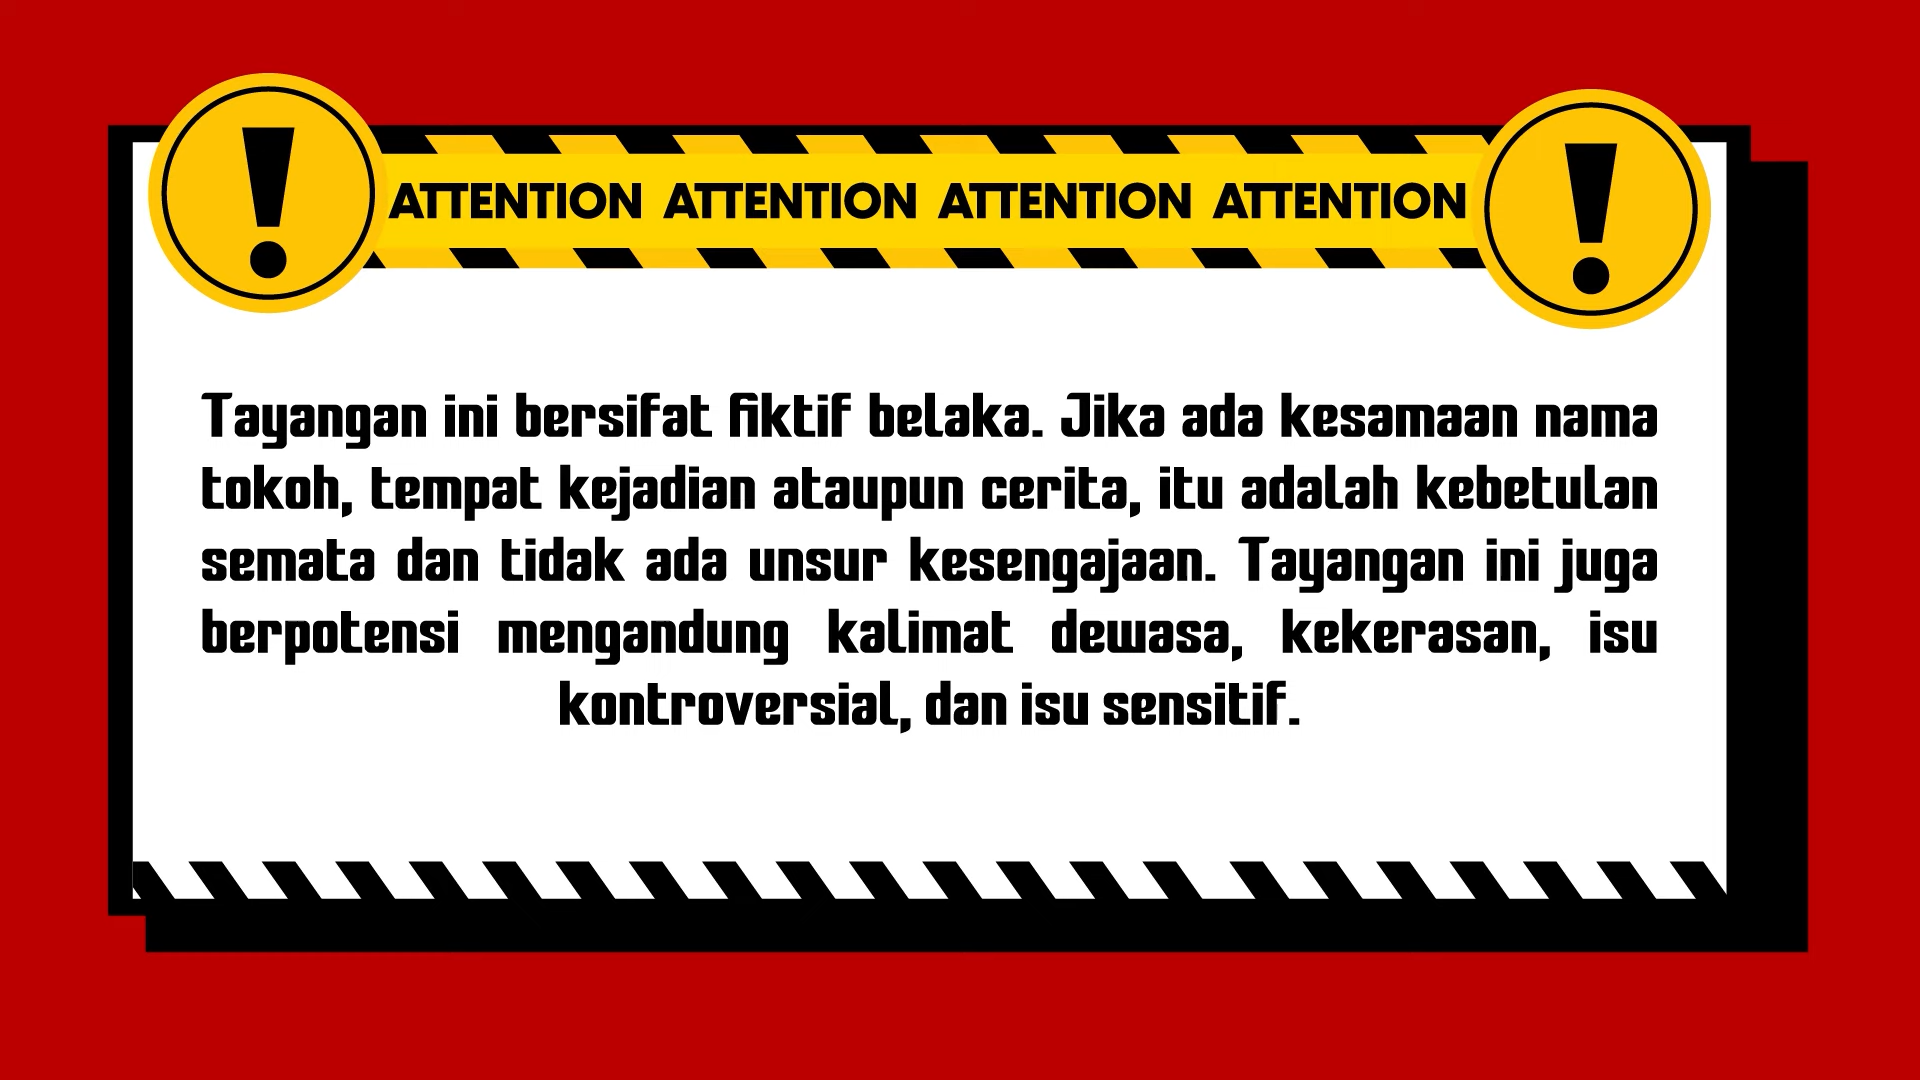 ! !
ATTENTION ATTENTION ATTENTION ATTENTION
Tayangan ini bersifat fiktif belaka. Jika ada kesamaan nama
tokoh, tempat kejadian ataupun cerita, itu adalah kebetulan
semata dan tidak ada unsur kesengajaan. Tayangan ini juga
berpotensi mengandung kalimat dewasa, kekerasan, isu
kontroversial, dan isu sensitif.